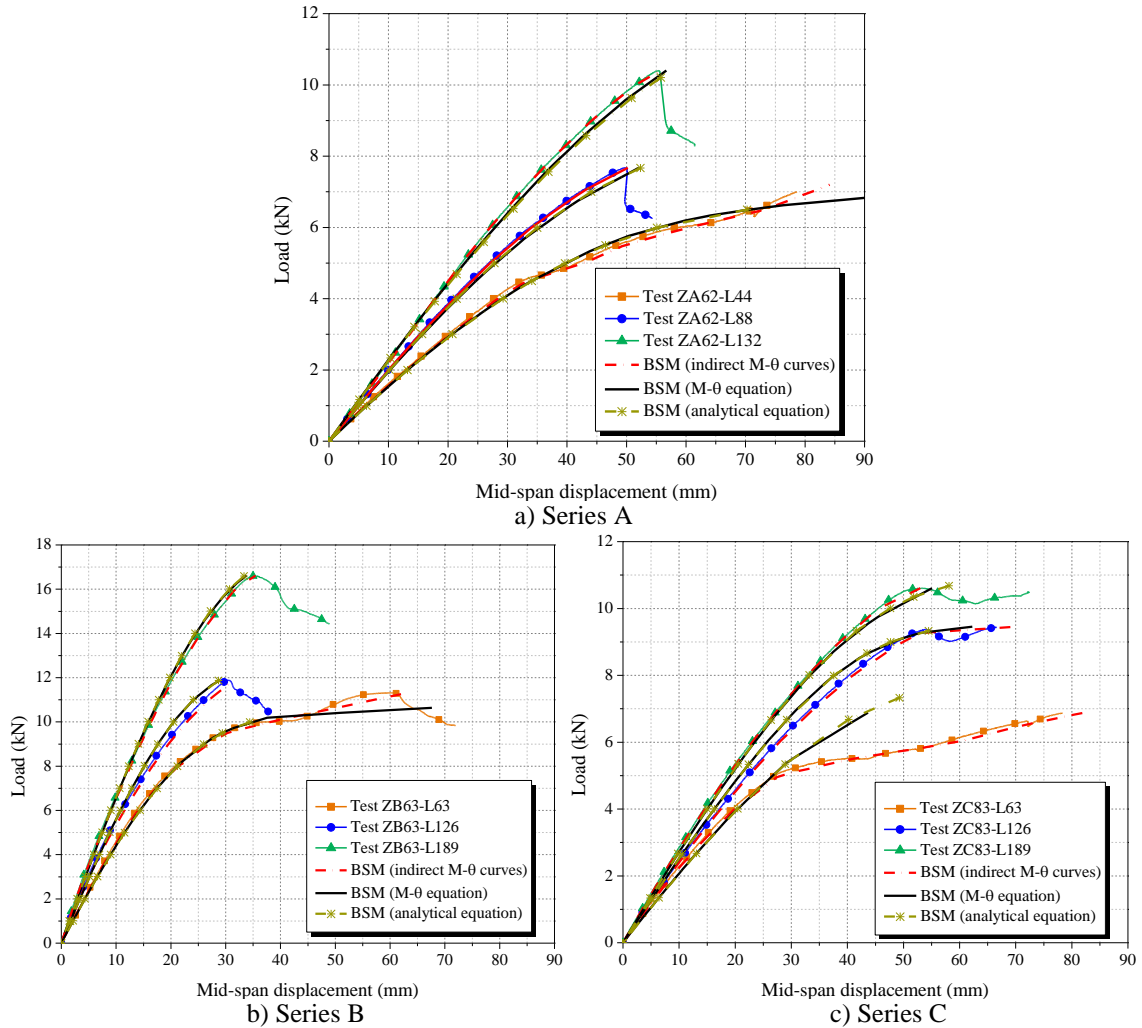 12
10
8
6
4
2
0
Load (kN)
0 10 20 30 40 50 60 70 80 90
Mid-span displacement (mm)
Test ZA62-L44
Test ZA62-L88
Test ZA62-L132
BSM (indirect M-θ curves)
BSM (M-θ equation)
BSM (analytical equation)
a) Series A
18
16
14
12
10
8
6
4
2
0
Load (kN)
0 10 20 30 40 50 60 70 80 90
Mid-span displacement (mm)
Test ZB63-L63
Test ZB63-L126
Test ZB63-L189
BSM (indirect M-θ curves)
BSM (M-θ equation)
BSM (analytical equation)
b) Series B
12
10
8
6
4
2
0
Load (kN)
0 10 20 30 40 50 60 70 80 90
Mid-span displacement (mm)
Test ZC83-L63
Test ZC83-L126
Test ZC83-L189
BSM (indirect M-θ curves)
BSM (M-θ equation)
BSM (analytical equation)
c) Series C